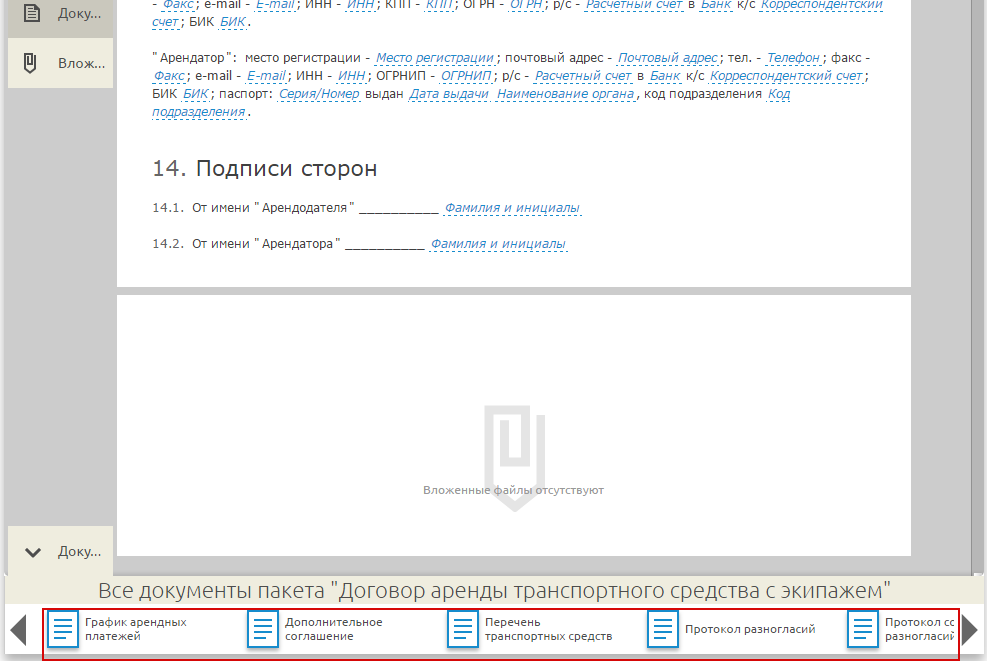 Доку...
- Факс; e-mail - E-mail; ИНН - ИНН; КПП - КПП; ОГРН - ОГРН; р/с - Расчетный счет в Банк к/с Корреспондентский
счет; БИК БИК.
Влож...
"Арендатор": место регистрации - Место регистрации; почтовый адрес - Почтовый адрес; тел. - Телефон; факс -
Факс; e-mail - E-mail; ИНН - ИНН; ОГРНИП - ОГРНИП; р/с - Расчетный счет в Банк к/с Корреспондентский счет;
БИК БИК; паспорт: Серия/Номер выдан Дата выдачи Наименование органа, код подразделения Код
подразделения.
14. Подписи сторон
14.1. От имени "Арендодателя" __________ Фамилия и инициалы
14.2. От имени "Арендатора" __________ Фамилия и инициалы
Вложенные файлы отсутствуют
Доку...
Все документы пакета "Договор аренды транспортного средства с экипажем"
График арендных
платежей
Дополнительное
соглашение
Перечень
транспортных средств
Протокол разногласий
Протокол со
разногласий